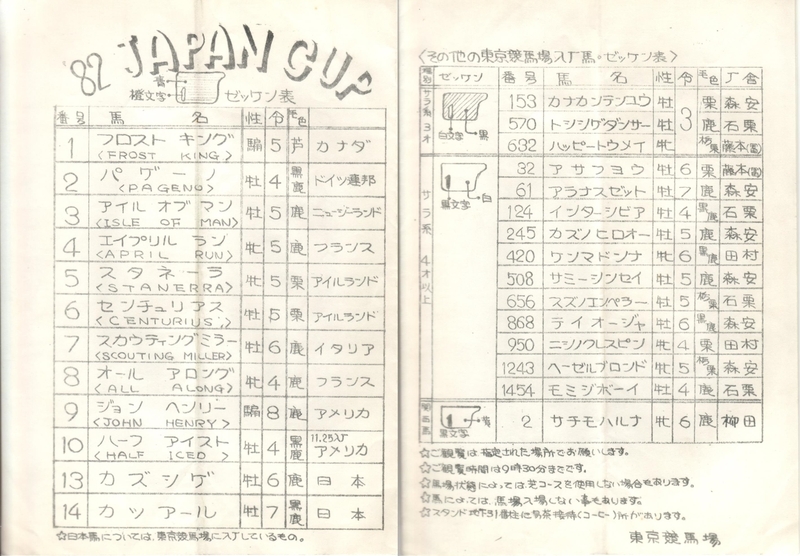 '82 JAPAN CUP
青
橙文字
ゼッケン表
番号 馬名 性 令 毛色
1 フロスト キング 騸 5 芦 カナダ
<FROST KING>
2 パゲーノ 牡 4 黒鹿 ドイツ連邦
<PAGENO>
3 アイル オブ マン 牡 5 鹿 ニュージーランド
<ISLE OF MAN>
4 エイプリル ラン 牝 5 鹿 フランス
<APRIL RUN>
5 スタネーラ 牝 5 栗 アイルランド
<STANERRA>
6 センチュリアス 牡 5 栗 アイルランド
<CENTURIUS>
7 スカウティングミラー 牡 6 鹿 イタリア
<SCOUTING MILLER>
8 オール アロング 牝 4 鹿 フランス
<ALL ALONG>
9 ジョン ヘンリー 騸 8 鹿 アメリカ
<JOHN HENRY>
10 ハーフ アイスト 牡 4 黒鹿 11.25入厂 アメリカ
<HALF ICED>
13 カズシゲ 牡 6 鹿 日本
14 カツアール 牡 7 黒鹿 日本
☆日本馬については、東京競馬場に入厂しているもの。
<その他の東京競馬場入厂馬・ゼッケン表>
種別 ゼッケン 番号 馬名 性 令 毛色 厂舎
サラ系3才
白文字 黒
153 カナカンテンユウ 牡 3 栗 森安
570 トシシゲダンサー 牡 鹿 石栗
632 ハッピートウメイ 牝 栃栗 藤本(冨)
サラ系4才以上
黒文字 白
32 アサフヨウ 牡 6 栗 藤本(冨)
61 アラナスゼット 牡 7 鹿 森安
124 インターシビア 牡 4 黒鹿 石栗
245 カズノヒロオー 牡 5 鹿 森安
420 ケンマドンナ 牝 6 黒鹿 田村
508 サミーシンセイ 牡 5 鹿 森安
656 スズノエンペラー 牡 5 栃栗 石栗
868 テイオージャ 牡 6 黒鹿 森安
950 ニシノクレスピン 牡 4 栗 田村
1243 ヘーゼルブロンド 牝 5 栃栗 森安
1454 モミジボーイ 牡 4 鹿 石栗
関西馬
黒文字 黄
2 サチモハルナ 牝 6 鹿 柳田
☆ご観覧は指定された場所でお願いします。
☆ご観覧時間は9時30分までです。
☆馬場状態によっては芝コースを使用しない場合もあります。
☆馬によっては、馬場入場しない事もあります。
☆スタンド地下
東京競馬場